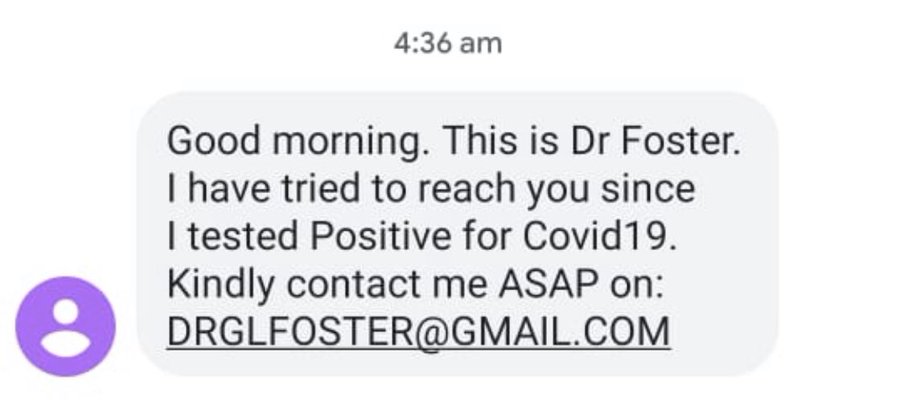 4:36 am
Good morning. This is Dr Foster.
I have tried to reach you since
I tested Positive for Covid19.
Kindly contact me ASAP on:
DRGLFOSTER@GMAIL.COM